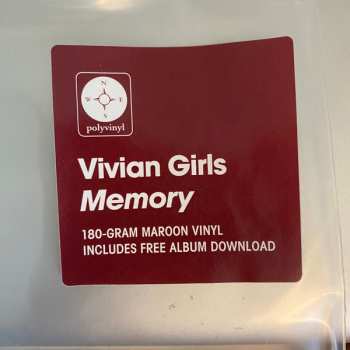 N
W E
S
polyvinyl
Vivian Girls
Memory
180-GRAM MAROON VINYL
INCLUDES FREE ALBUM DOWNLOAD